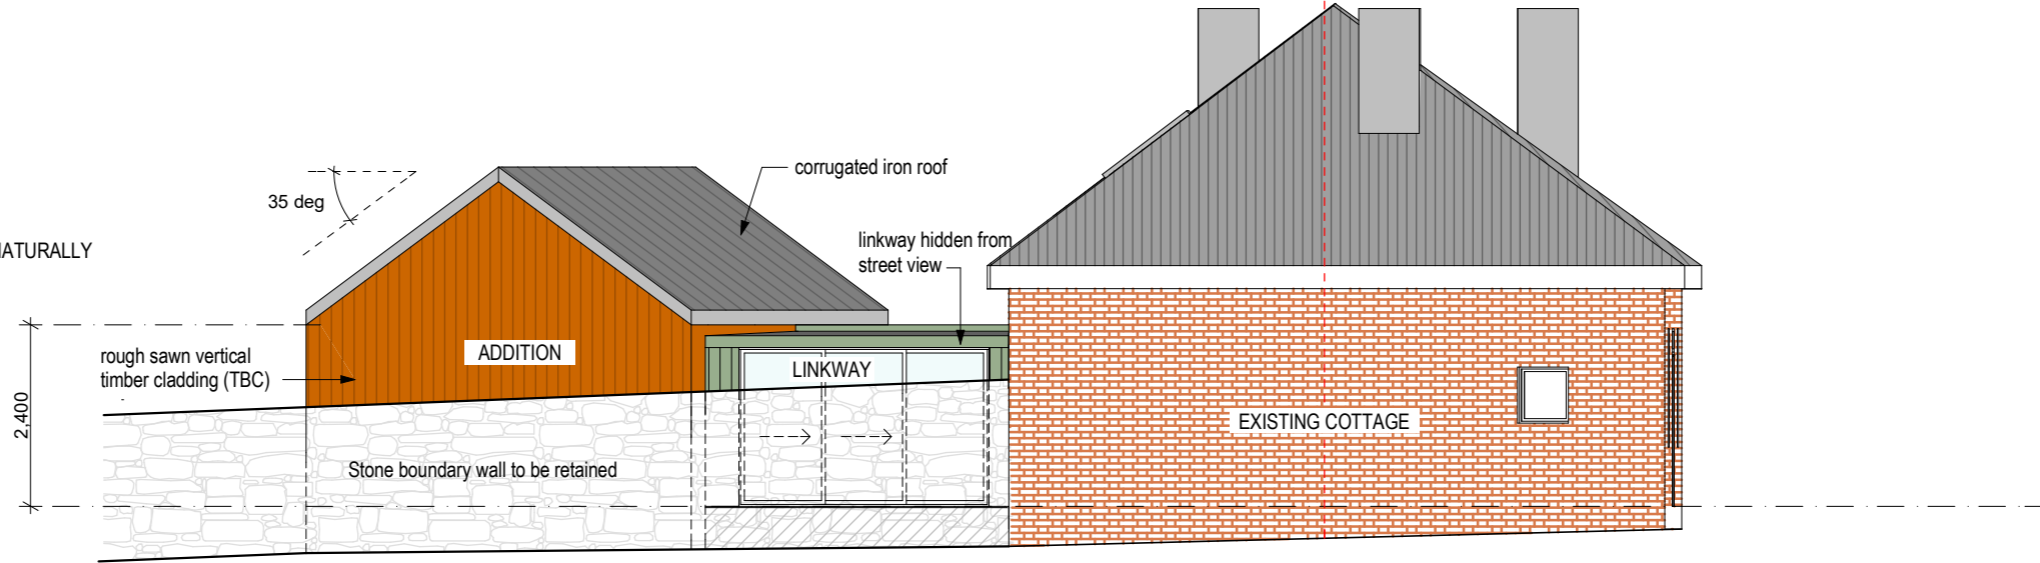 corrugated iron roof
35 deg
NATURALLY
linkway hidden from
street view
rough sawn vertical
timber cladding (TBC)
ADDITION
LINKWAY
2,400
EXISTING COTTAGE
Stone boundary wall to be retained